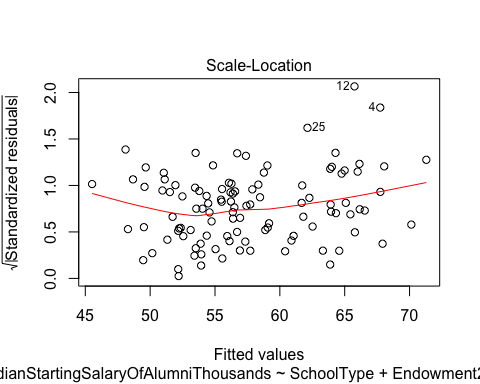 Scale-Location
√|Standardized residuals|
0.0 0.5 1.0 1.5 2.0
12
4
25
45 50 55 60 65 70
Fitted values
dianStartingSalaryOfAlumniThousands ~ SchoolType + Endowment2